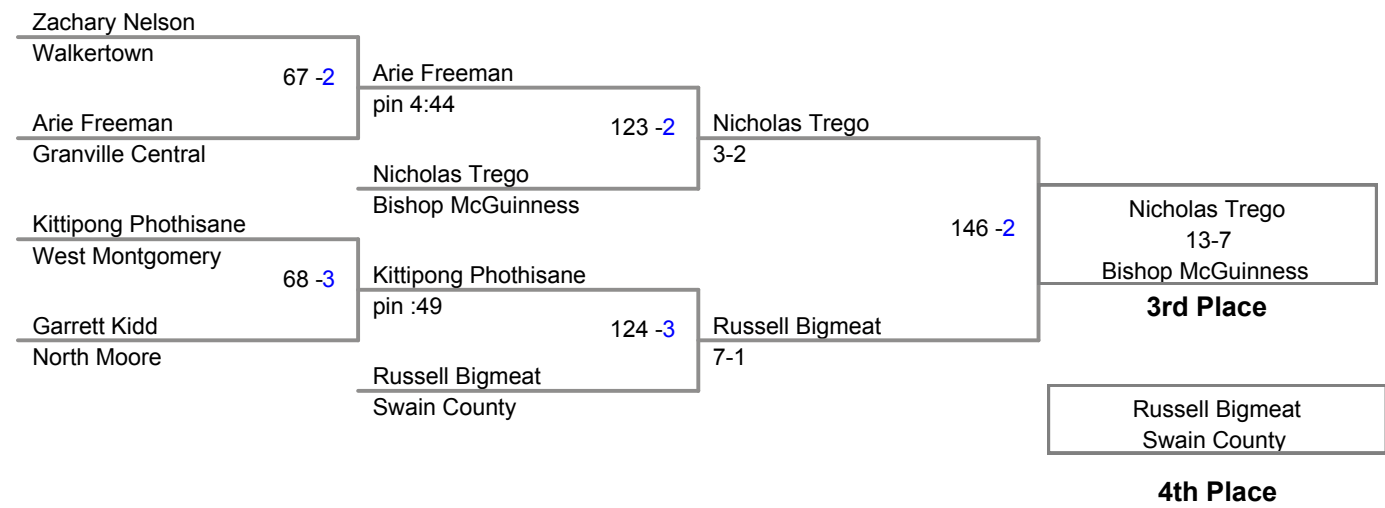 Zachary Nelson
Walkertown
67 -2
Arie Freeman
pin 4:44
Arie Freeman
Granville Central
123 -2
Nicholas Trego
3-2
Nicholas Trego
Bishop McGuinness
Kittipong Phothisane
West Montgomery
68 -3
Kittipong Phothisane
pin :49
Garrett Kidd
North Moore
124 -3
Russell Bigmeat
7-1
Russell Bigmeat
Swain County
146 -2
Nicholas Trego
13-7
Bishop McGuinness
3rd Place
Russell Bigmeat
Swain County
4th Place